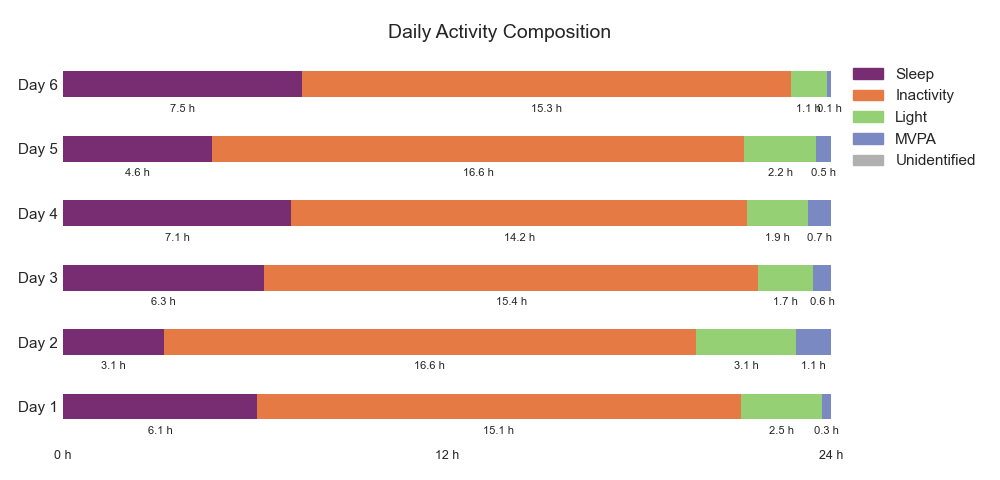 Daily Activity Composition
Day 6
7.5 h 15.3 h 1.1 h 0.1 h
Day 5
4.6 h 16.6 h 2.2 h 0.5 h
Day 4
7.1 h 14.2 h 1.9 h 0.7 h
Day 3
6.3 h 15.4 h 1.7 h 0.6 h
Day 2
3.1 h 16.6 h 3.1 h 1.1 h
Day 1
6.1 h 15.1 h 2.5 h 0.3 h
0 h 12 h 24 h
Sleep
Inactivity
Light
MVPA
Unidentified